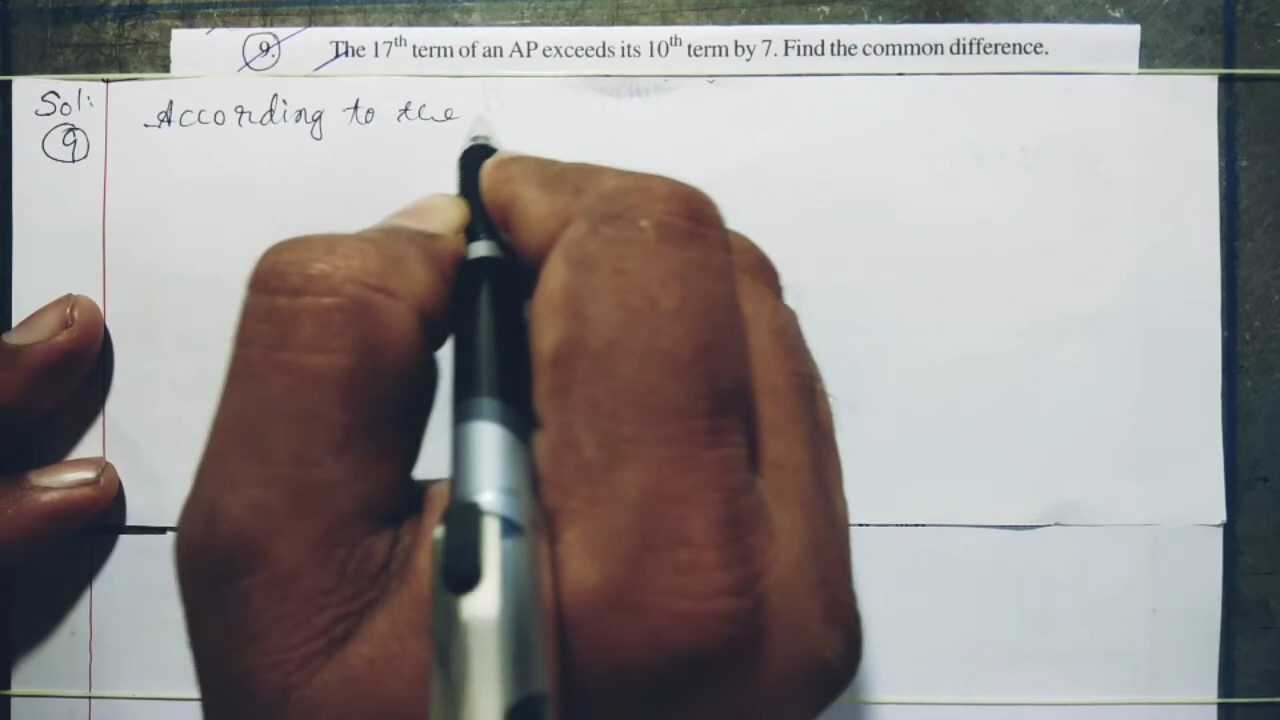 9. The 17th term of an AP exceeds its 10th term by 7. Find the common difference.
Sol:
9
According to the